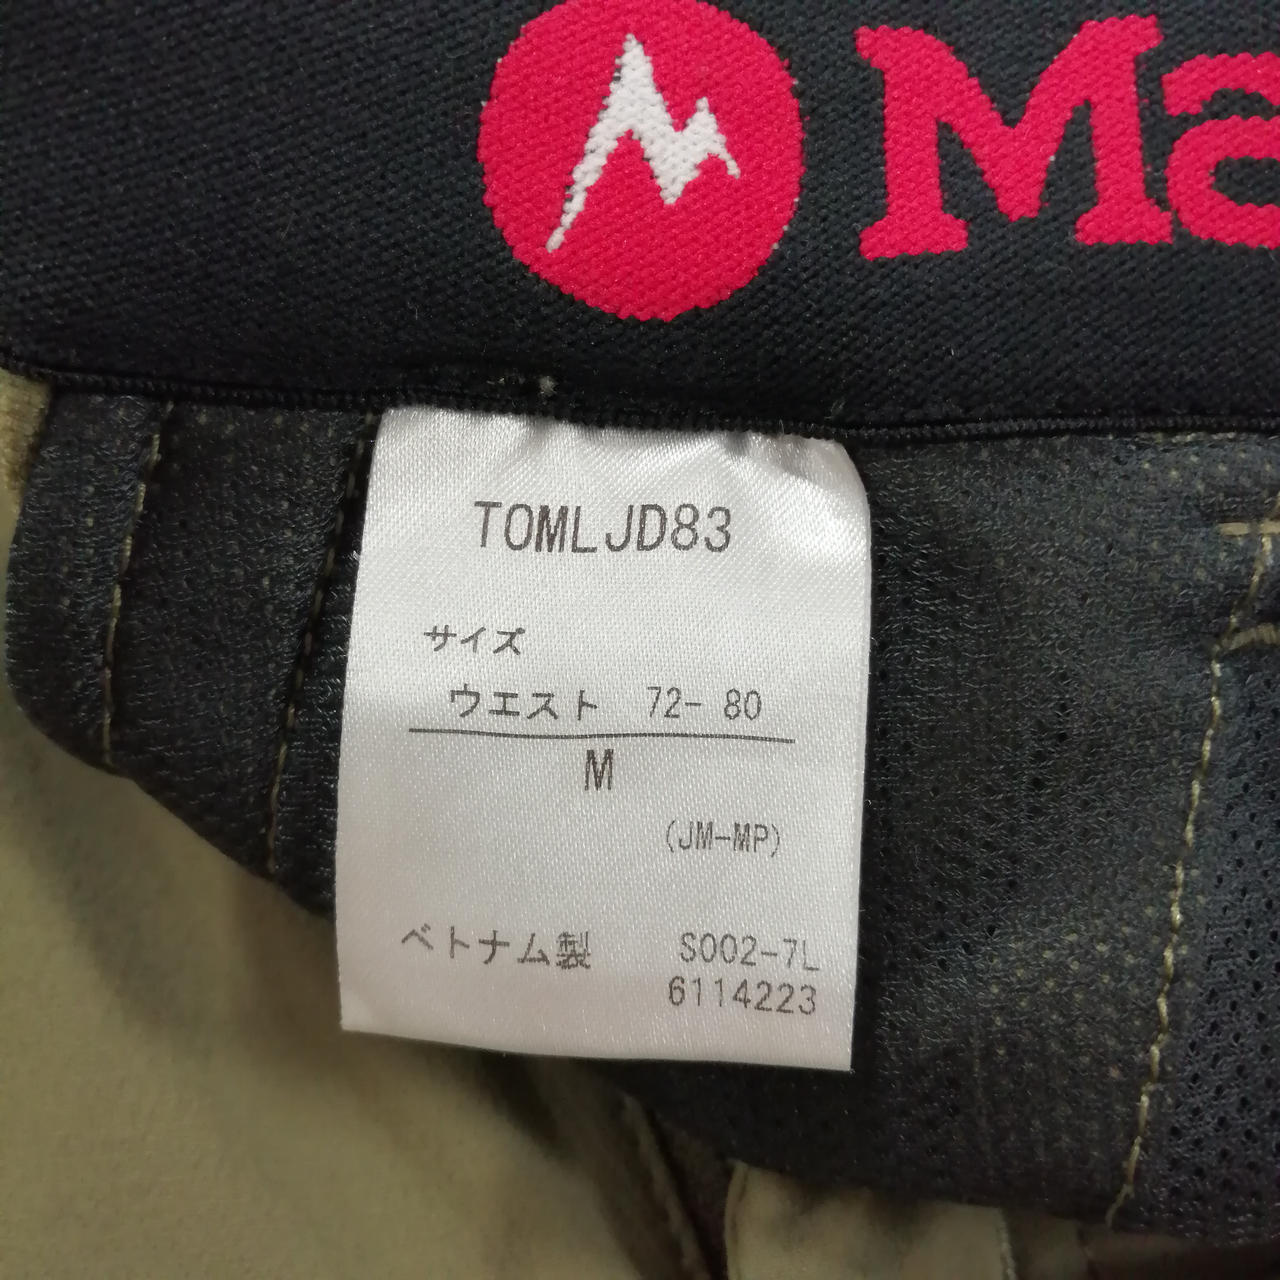 Ma
TOMLJD83
サイズ
ウエスト 72- 80
M
(JM-MP)
ベトナム製 S002-7L
6114223